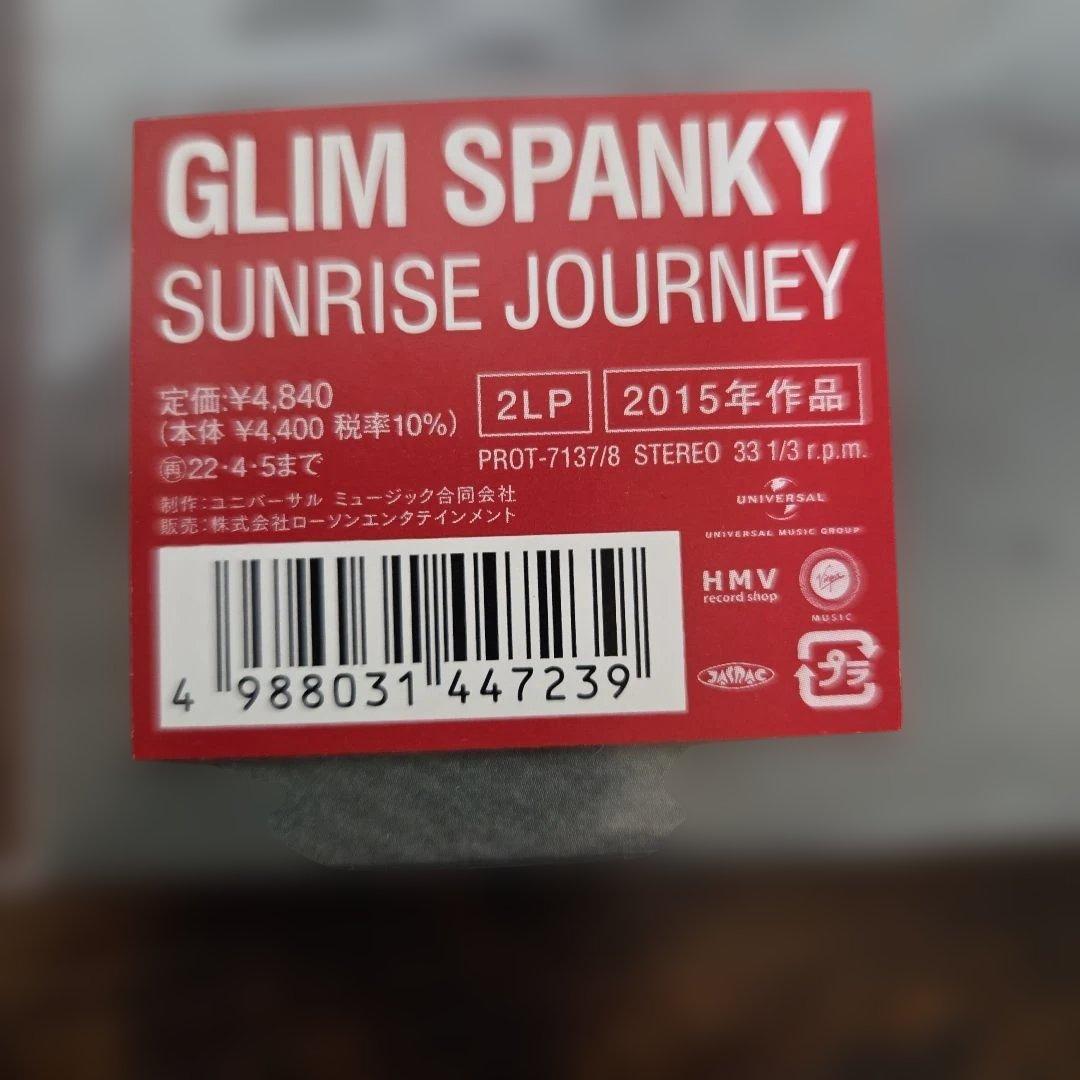 GLIM SPANKY
SUNRISE JOURNEY
定価:¥4,840
(本体 ¥4,400 税率10%)
㊢22・4・5まで
2LP
2015年作品
PROT-7137/8 STEREO 33 1/3 r.p.m.
制作:ユニバーサル ミュージック合同会社
販売:株式会社ローソンエンタテインメント
UNIVERSAL
UNIVERSAL MUSIC GROUP
HMV
record shop
Virgin
MUSIC
JASRAC
プラ
4 988031 447239